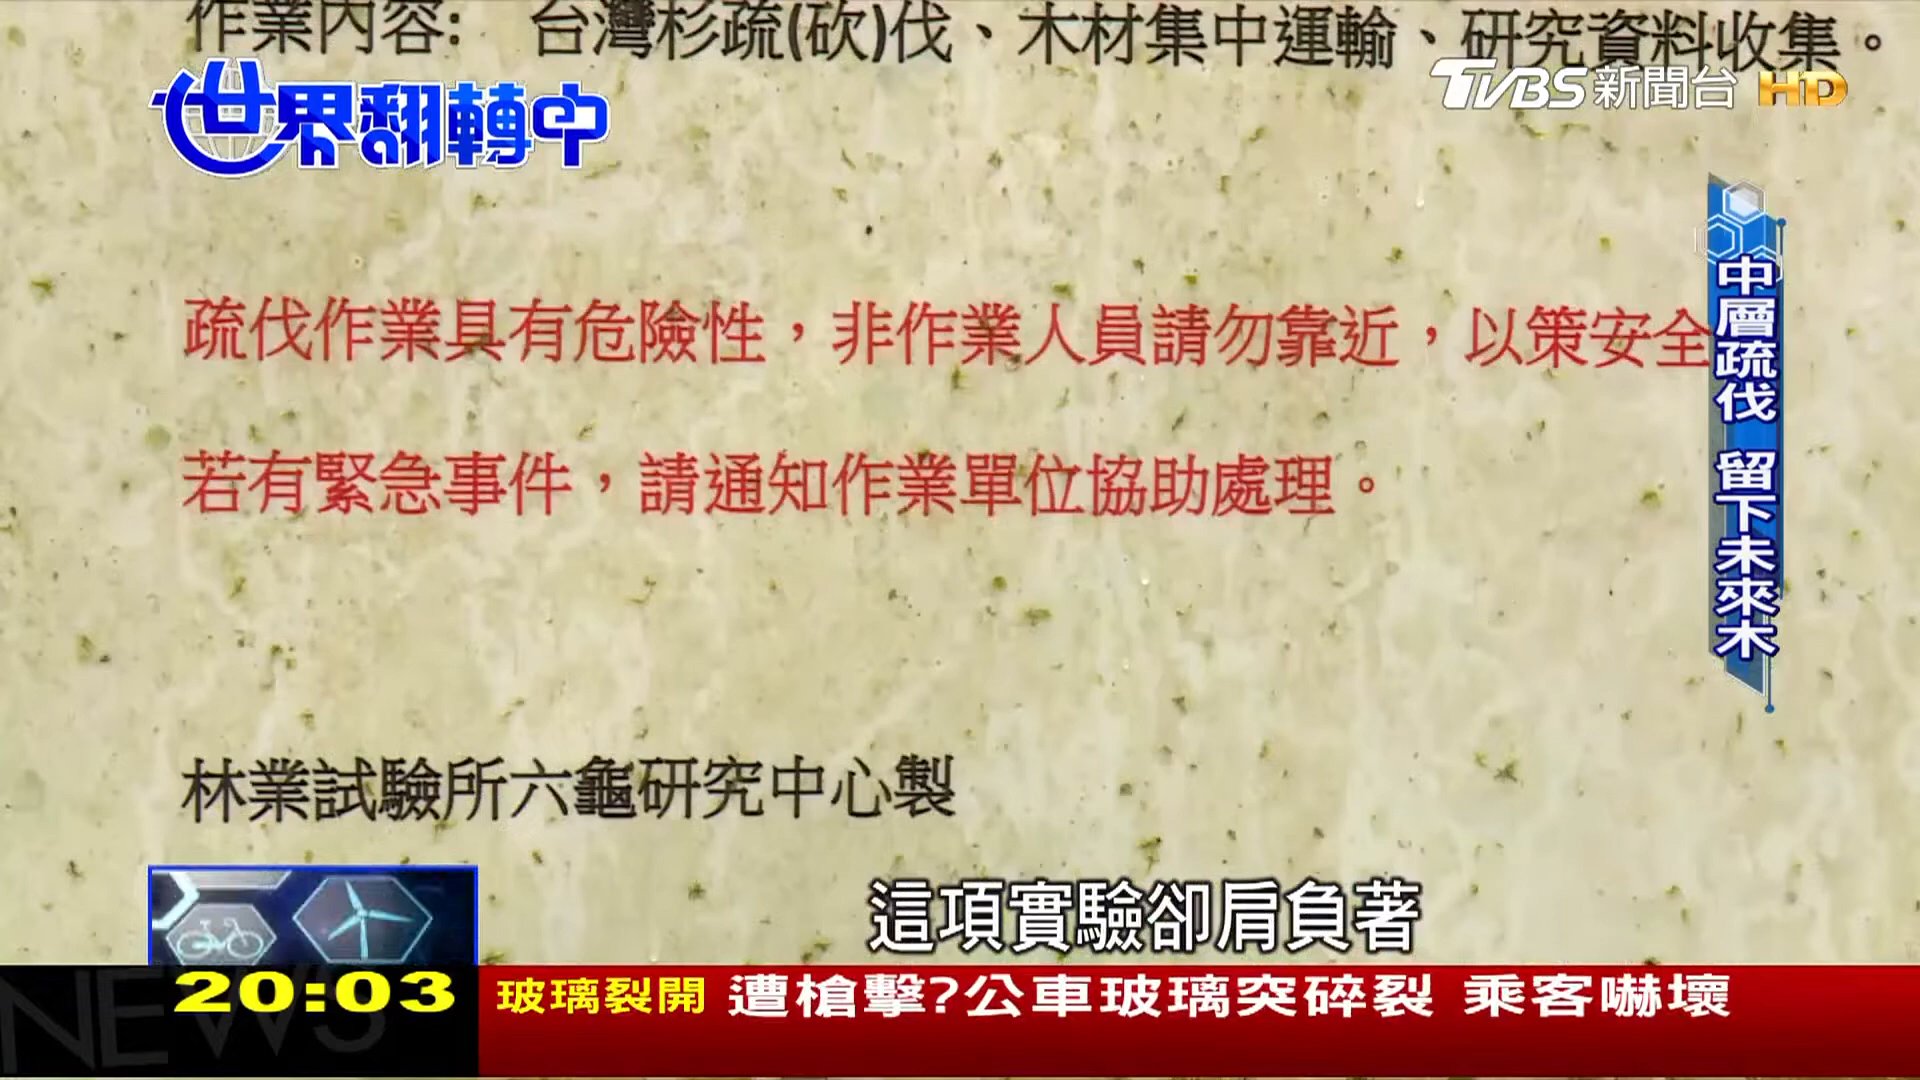 作業內容: 台灣杉疏(砍)伐、木材集中運輸、研究資料收集。
世界翻轉中
TVBS新聞台 HD
疏伐作業具有危險性，非作業人員請勿靠近，以策安全
若有緊急事件，請通知作業單位協助處理。
林業試驗所六龜研究中心製
中層疏伐 留下未來木
這項實驗卻肩負著
NEWS
20:03
玻璃裂開 遭槍擊?公車玻璃突碎裂 乘客嚇壞